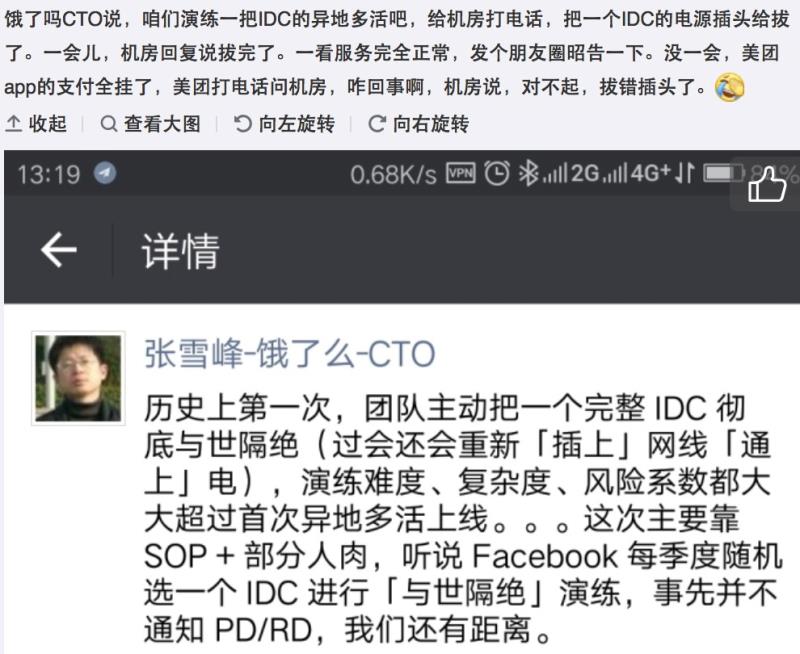 饿了吗CTO说，咱们演练一把IDC的异地多活吧，给机房打电话，把一个IDC的电源插头给拔
了。一会儿，机房回复说拔完了。一看服务完全正常，发个朋友圈昭告一下。没一会，美团
app的支付全挂了，美团打电话问机房，咋回事啊，机房说，对不起，拔错插头了。
收起 查看大图 向左旋转 向右旋转
13:19 0.68K/s VPN 2G 4G+
详情
张雪峰-饿了么-CTO
历史上第一次，团队主动把一个完整 IDC 彻
底与世隔绝（过会还会重新「插上」网线「通
上」电），演练难度、复杂度、风险系数都大
大超过首次异地多活上线。。。这次主要靠
SOP + 部分人肉，听说 Facebook 每季度随机
选一个 IDC 进行「与世隔绝」演练，事先并不
通知 PD/RD，我们还有距离。